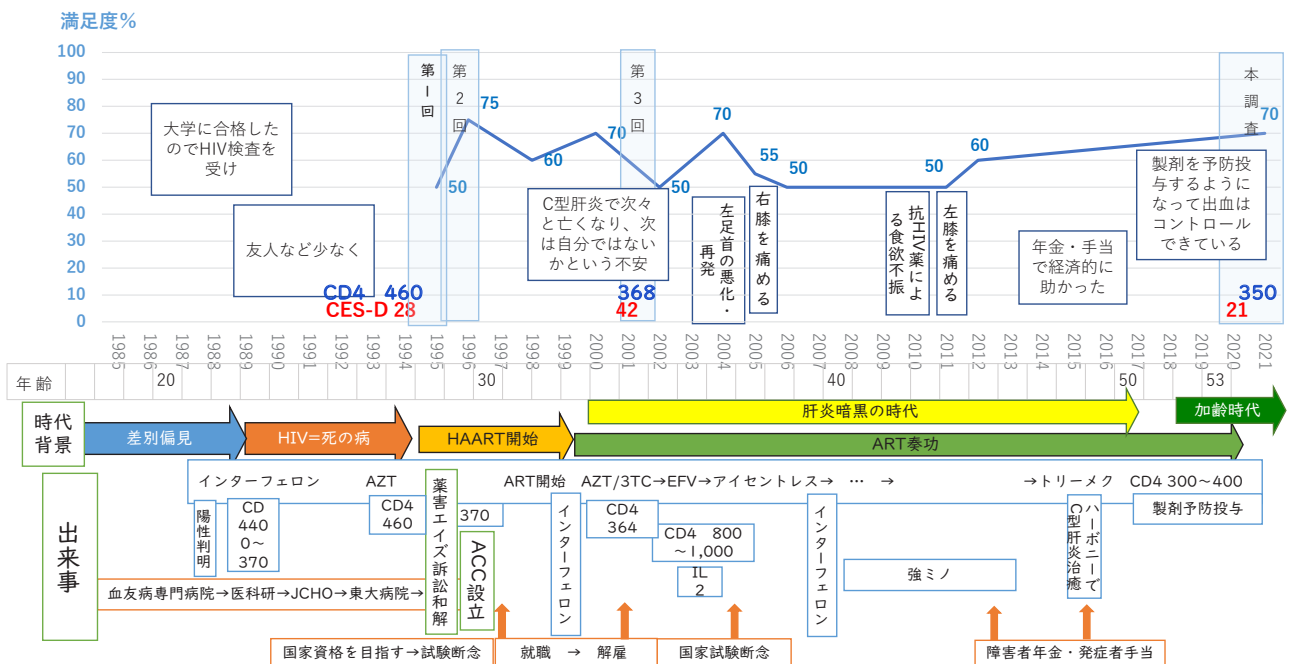 満足度%
100
90
80
70
60
50
40
30
20
10
0
第1回
第2回
第3回
本調査
50
75
60
70
50
70
55
50
50
60
70
大学に合格した
のでHIV検査を
受け
友人など少なく
C型肝炎で次々
と亡くなり、次
は自分ではない
かという不安
左足首の悪化・
再発
右膝を痛める
抗HIV薬によ
る食欲不振
左膝を痛める
年金・手当
で経済的に
助かった
製剤を予防投
与するように
なって出血は
コントロール
できている
CD4 460
CES-D 28
368
42
350
21
1985
1986
1987
1988
1989
1990
1991
1992
1993
1994
1995
1996
1997
1998
1999
2000
2001
2002
2003
2004
2005
2006
2007
2008
2009
2010
2011
2012
2013
2014
2015
2016
2017
2018
2019
2020
2021
年齢
20
30
40
50
53
時代
背景
肝炎暗黒の時代
加齢時代
差別偏見
HIV=死の病
HAART開始
ART奏功
出来事
インターフェロン
AZT
ART開始
AZT/3TC→EFV→アイセントレス→ … →
→トリーメク
CD4 300~400
陽性判明
CD
440
0~
370
CD4
460
薬害エイズ訴訟和解
370
ACC設立
インターフェロン
CD4
364
CD4 800
~1,000
IL
2
インターフェロン
強ミノ
ハーボニーで
C型肝炎治癒
製剤予防投与
血友病専門病院→医科研→JCHO→東大病院→
国家資格を目指す→試験断念
就職 → 解雇
国家試験断念
障害者年金・発症者手当